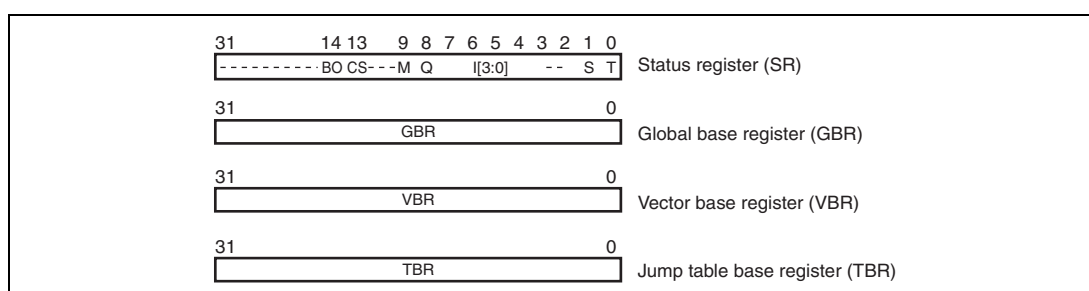 31 14 13 9 8 7 6 5 4 3 2 1 0
- - - - - - - - - - BO CS - - - M Q I[3:0] - - S T Status register (SR)
31 0
GBR Global base register (GBR)
31 0
VBR Vector base register (VBR)
31 0
TBR Jump table base register (TBR)